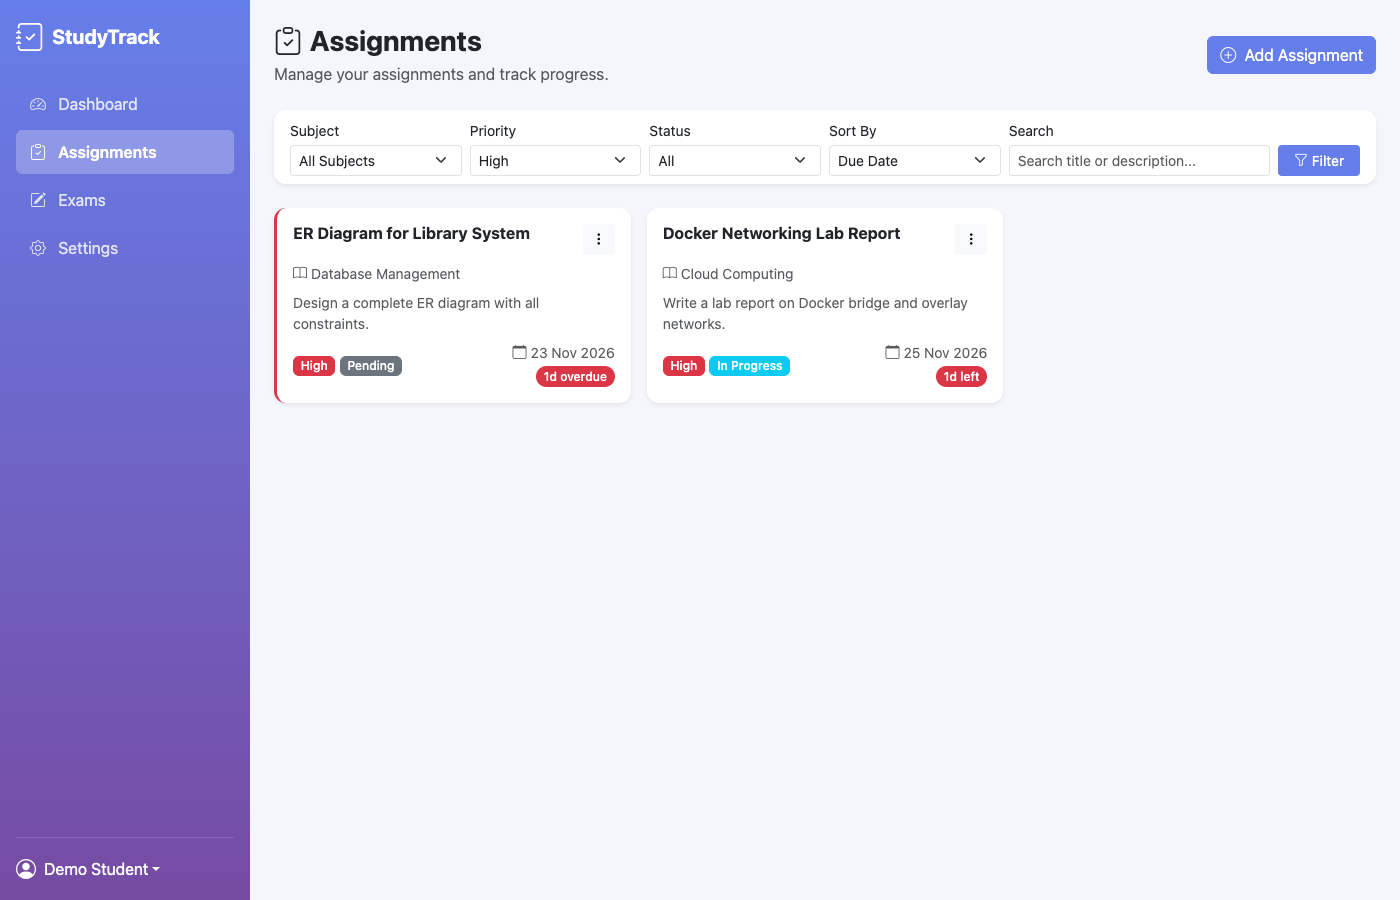 StudyTrack
Dashboard
Assignments
Exams
Settings
Demo Student
Assignments
Manage your assignments and track progress.
Add Assignment
Subject
All Subjects
Priority
High
Status
All
Sort By
Due Date
Search
Search title or description...
Filter
ER Diagram for Library System
Database Management
Design a complete ER diagram with all
constraints.
High
Pending
23 Nov 2026
1d overdue
Docker Networking Lab Report
Cloud Computing
Write a lab report on Docker bridge and overlay
networks.
High
In Progress
25 Nov 2026
1d left